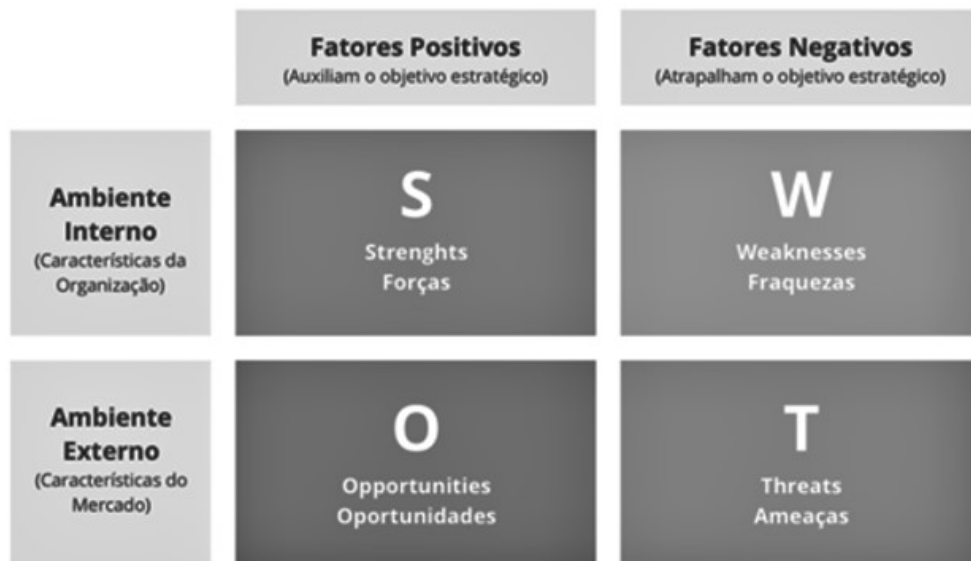 Fatores Positivos
(Auxiliam o objetivo estratégico)
Fatores Negativos
(Atrapalham o objetivo estratégico)
Ambiente
Interno
(Características da
Organização)
S
Strenghts
Forças
W
Weaknesses
Fraquezas
Ambiente
Externo
(Características do
Mercado)
O
Opportunities
Oportunidades
T
Threats
Ameaças